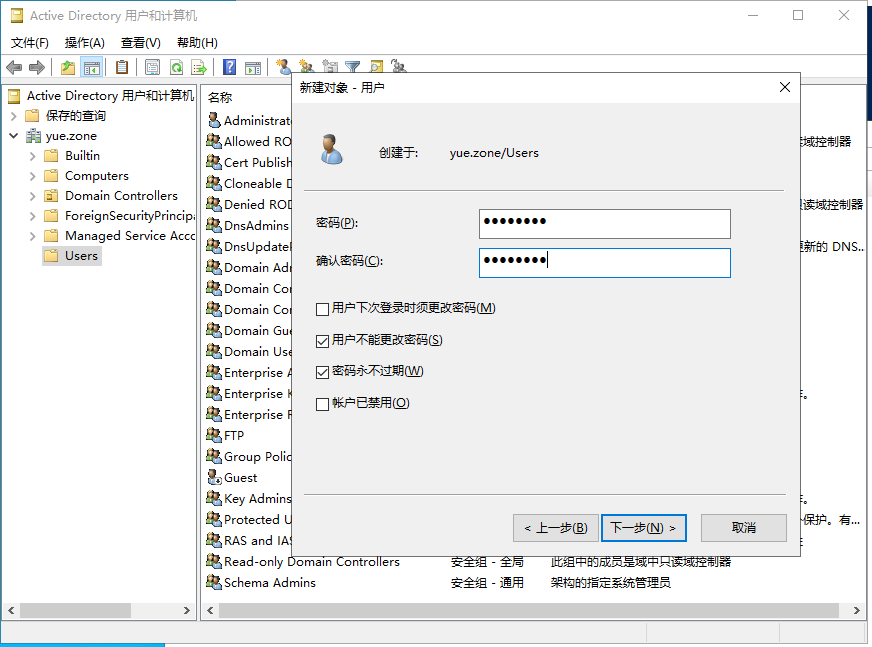 Active Directory 用户和计算机
文件(F) 操作(A) 查看(V) 帮助(H)
Active Directory 用户和计算机
保存的查询
yue.zone
Builtin
Computers
Domain Controllers
ForeignSecurityPrincipa
Managed Service Acco
Users
名称
Administrato
Allowed RO
Cert Publish
Cloneable D
Denied ROD
DnsAdmins
DnsUpdateP
Domain Adm
Domain Com
Domain Con
Domain Gue
Domain Use
Enterprise A
Enterprise K
Enterprise R
FTP
Group Polic
Guest
Key Admins
Protected U
RAS and IAS
Read-only Domain Controllers 安全组 - 全局 此组中的成员是域中只读域控制器
Schema Admins 安全组 - 通用 架构的指定系统管理员
域控制器
只读域控制器
更新的 DNS...
保护。有...
新建对象 - 用户
创建于: yue.zone/Users
密码(P):
确认密码(C):
用户下次登录时须更改密码(M)
用户不能更改密码(S)
密码永不过期(W)
帐户已禁用(O)
< 上一步(B) 下一步(N) > 取消